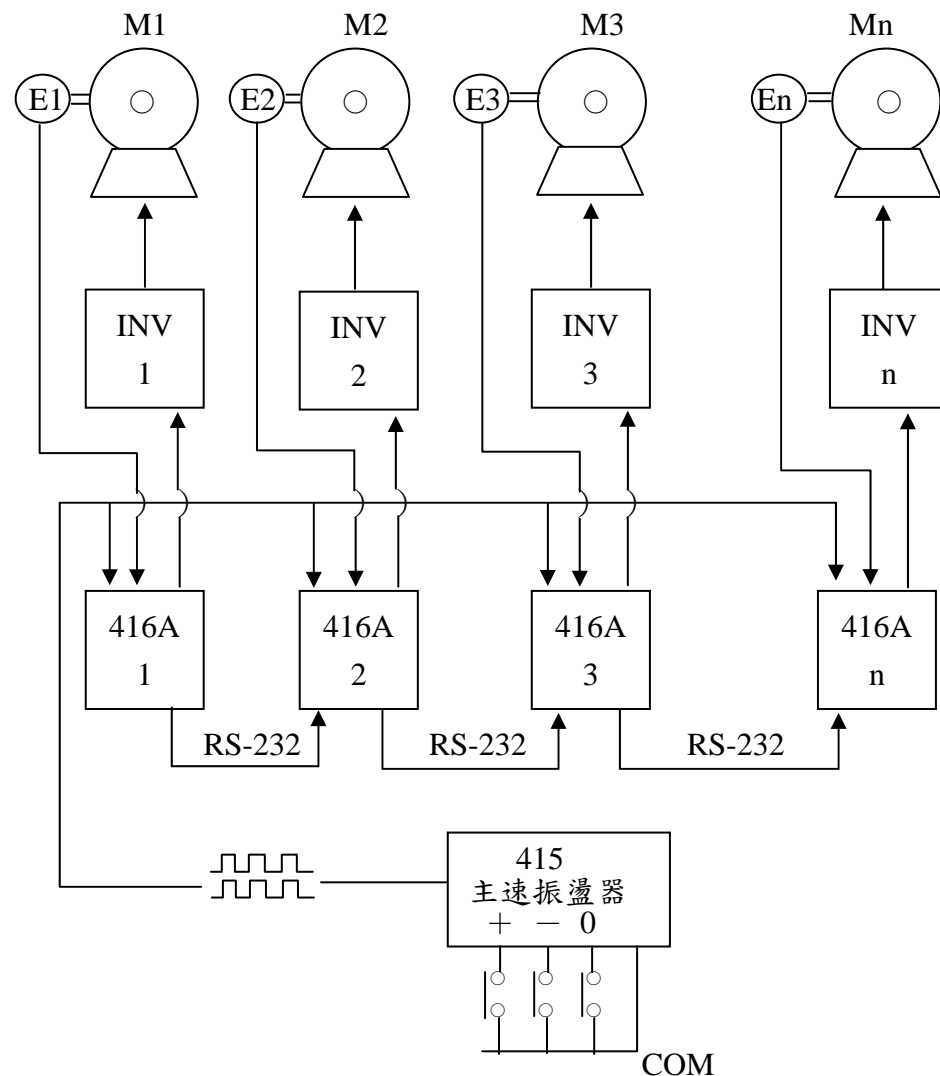 M1 M2 M3 Mn
E1 E2 E3 En
INV INV INV INV
1 2 3 n
416A 416A 416A 416A
1 2 3 n
RS-232 RS-232 RS-232
415
主速振盪器
＋ － 0
COM